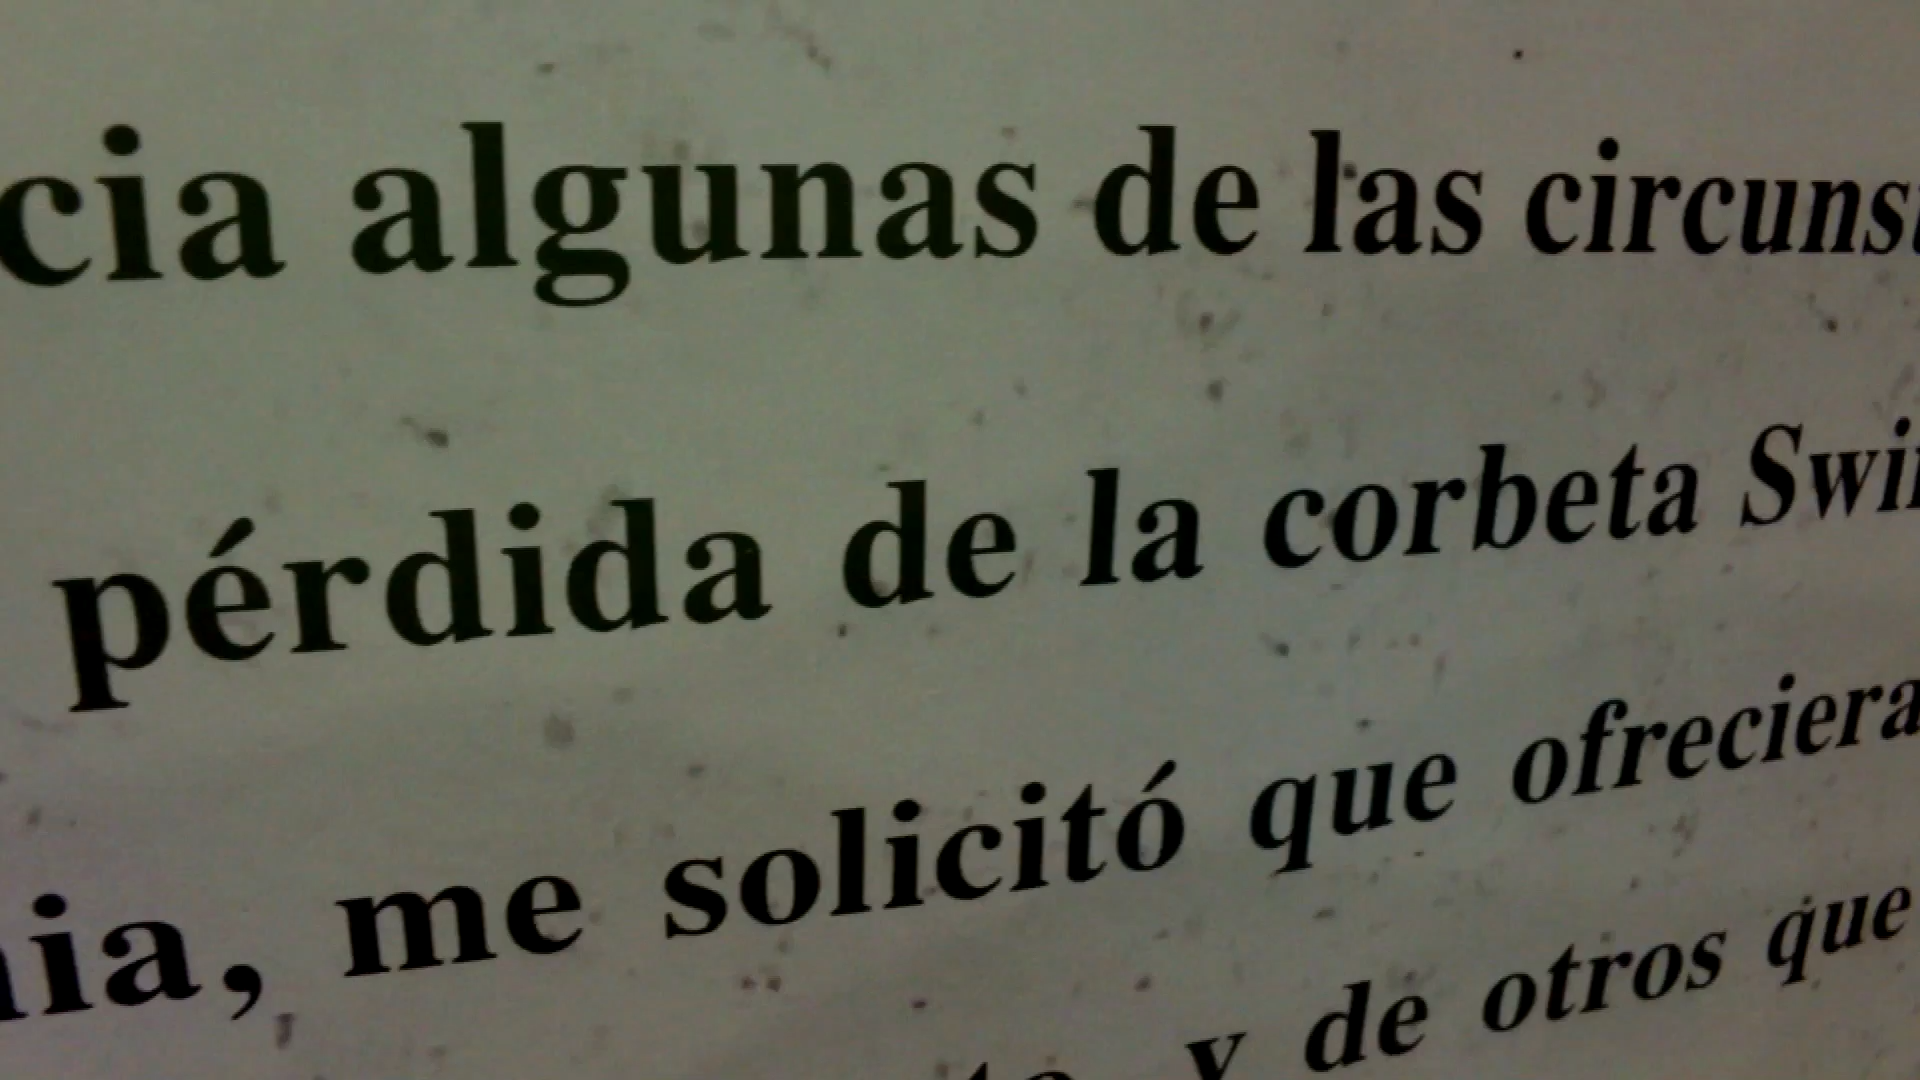 cia algunas de las circuns
pérdida de la corbeta Swi
ia, me solicitó que ofreciera
y de otros que